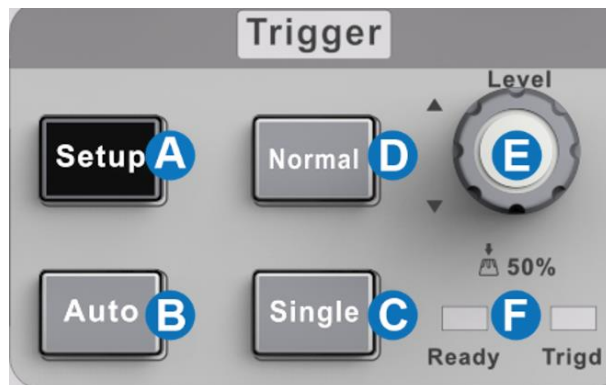 Trigger
Level
Setup A
Normal D
E
50%
Auto B
Single C
F
Ready Trigd